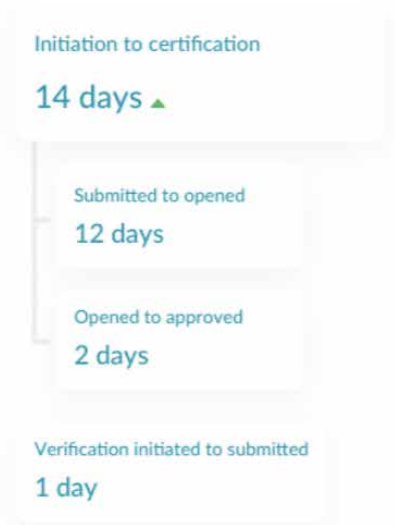 Initiation to certification
14 days
Submitted to opened
12 days
Opened to approved
2 days
Verification initiated to submitted
1 day